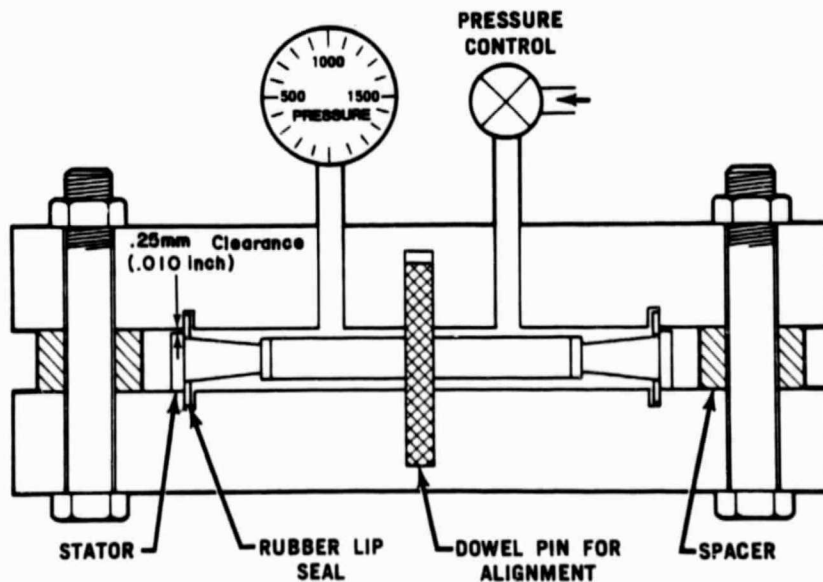 PRESSURE
CONTROL
1000
500 1500
PRESSURE
.25mm Clearance
(.010 inch)
STATOR
RUBBER LIP
SEAL
DOWEL PIN FOR
ALIGNMENT
SPACER